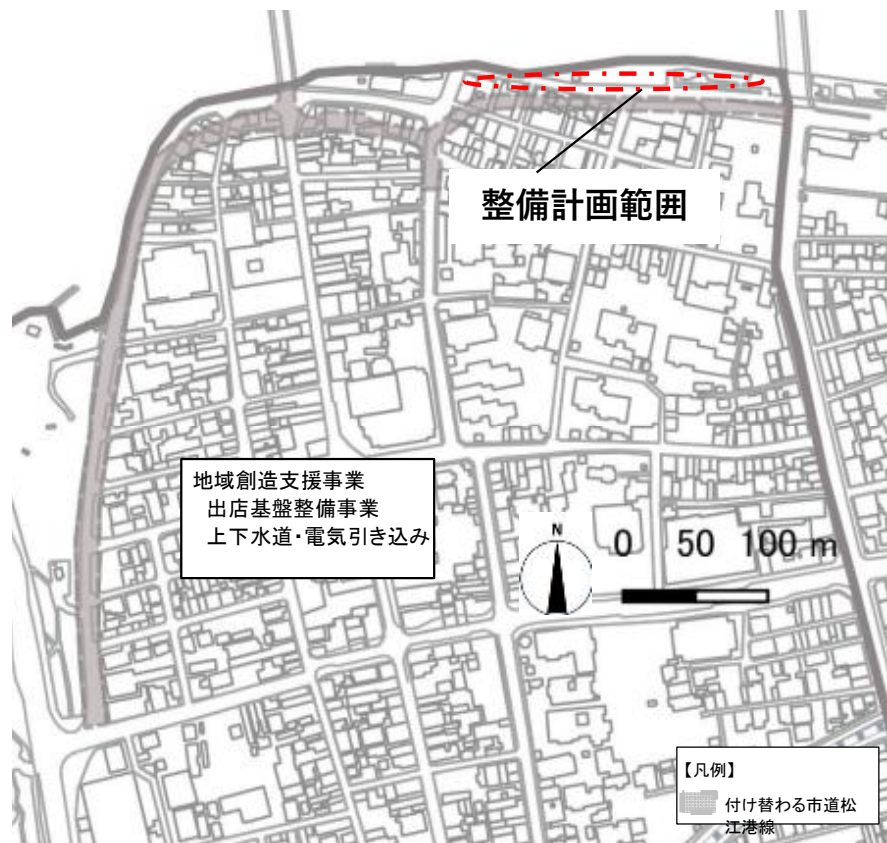 整備計画範囲
地域創造支援事業
出店基盤整備事業
上下水道・電気引き込み
N
0 50 100 m
【凡例】
付け替わる市道松
江港線